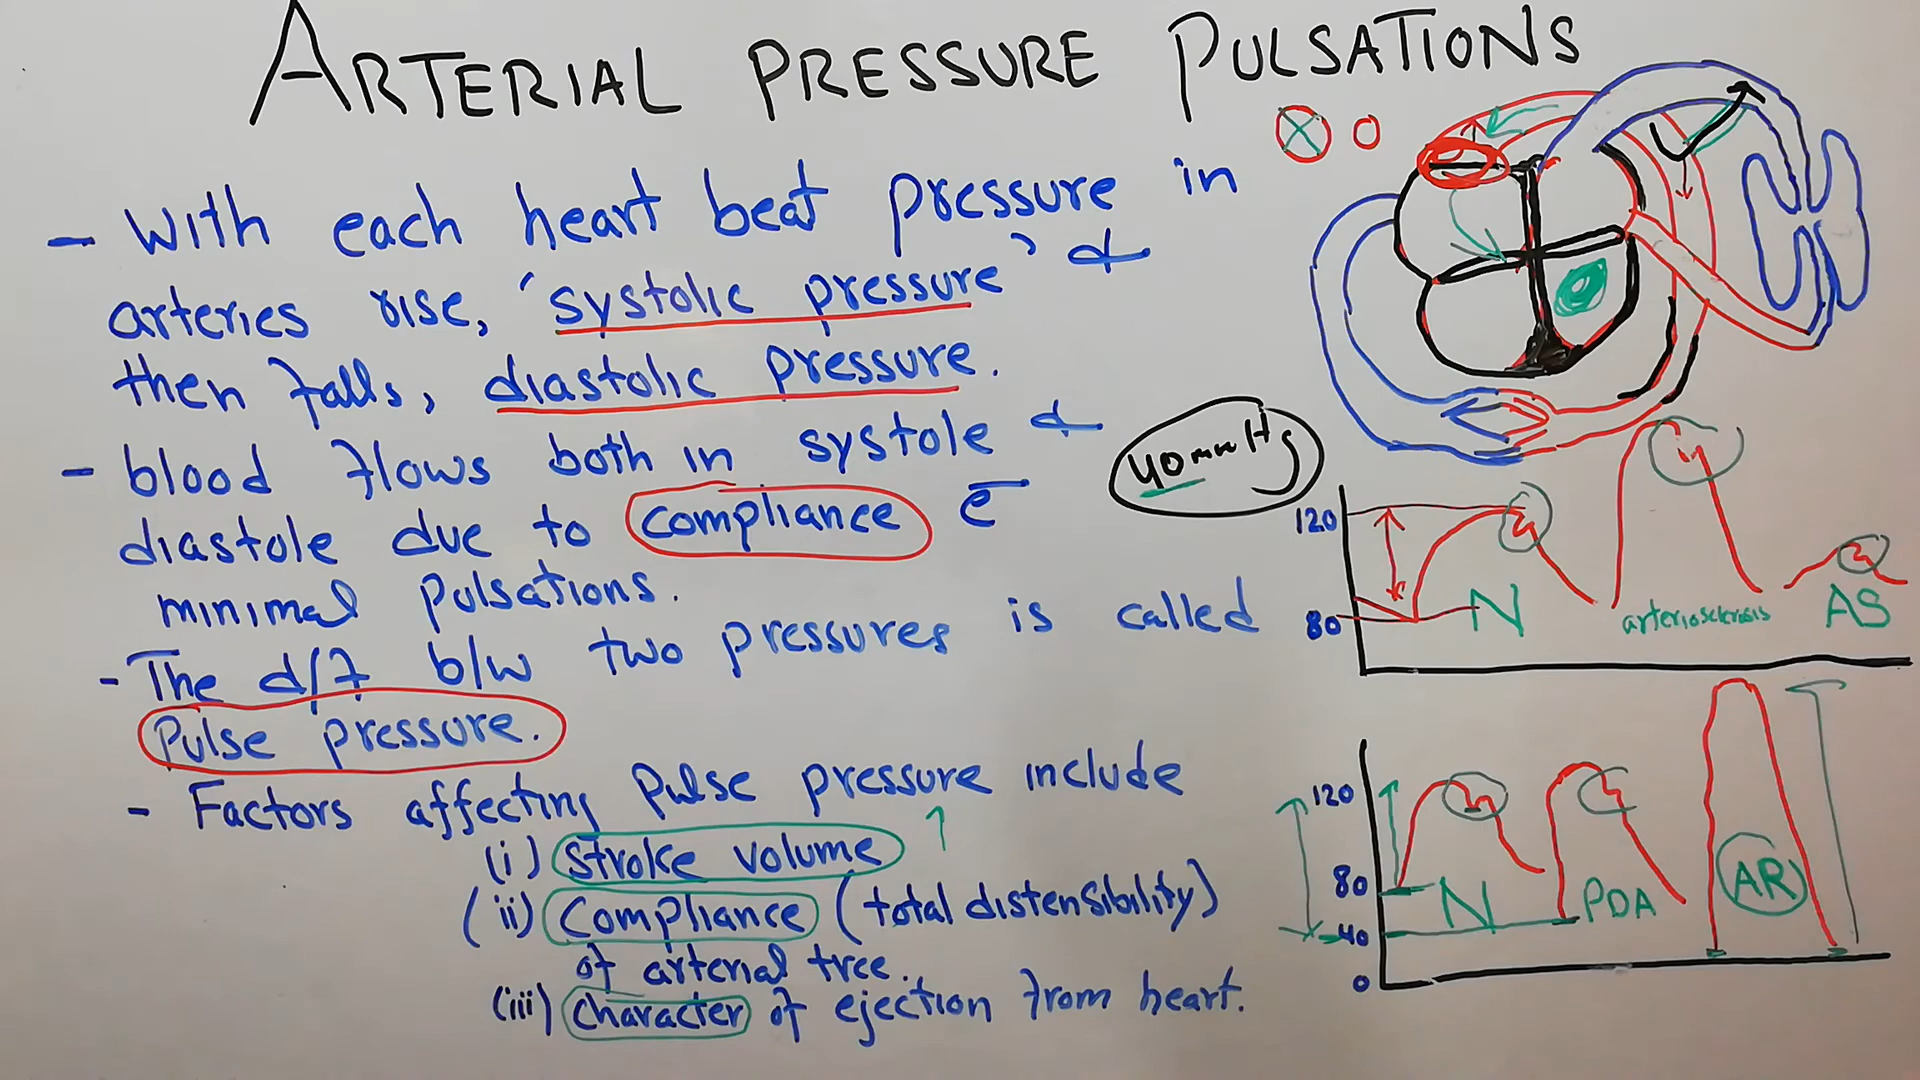 ARTERIAL PRESSURE PULSATIONS
- With each heart beat pressure in
arteries rise, 'systolic pressure' &
then falls, diastolic pressure.
- blood flows both in systole &
diastole due to compliance c̅
minimal pulsations.
- The d/f b/w two pressures is called
Pulse pressure.
- Factors affecting Pulse pressure include
(i) Stroke volume ↑
(ii) Compliance (total distensibility)
of arterial tree.
(iii) character of ejection from heart.
40mmHg
120
80
N
arteriosclerosis
AS
120
80
40
0
N
PDA
AR